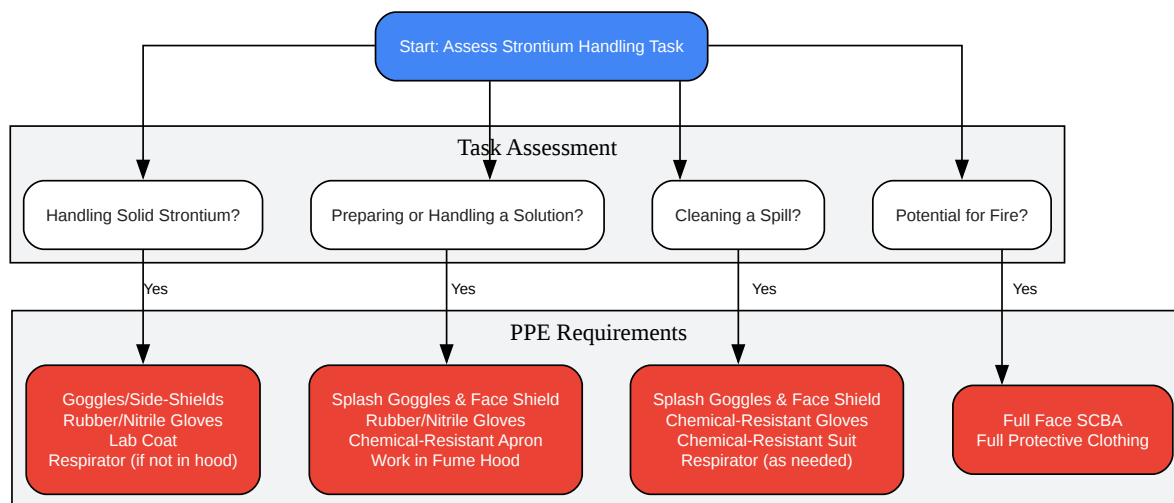 Start: Assess Strontium Handling Task
Task Assessment
Handling Solid Strontium?
Preparing or Handling a Solution?
Cleaning a Spill?
Potential for Fire?
Yes
Yes
Yes
Yes
PPE Requirements
Goggles/Side-Shields
Rubber/Nitrile Gloves
Lab Coat
Respirator (if not in hood)
Splash Goggles & Face Shield
Rubber/Nitrile Gloves
Chemical-Resistant Apron
Work in Fume Hood
Splash Goggles & Face Shield
Chemical-Resistant Gloves
Chemical-Resistant Suit
Respirator (as needed)
Full Face SCBA
Full Protective Clothing